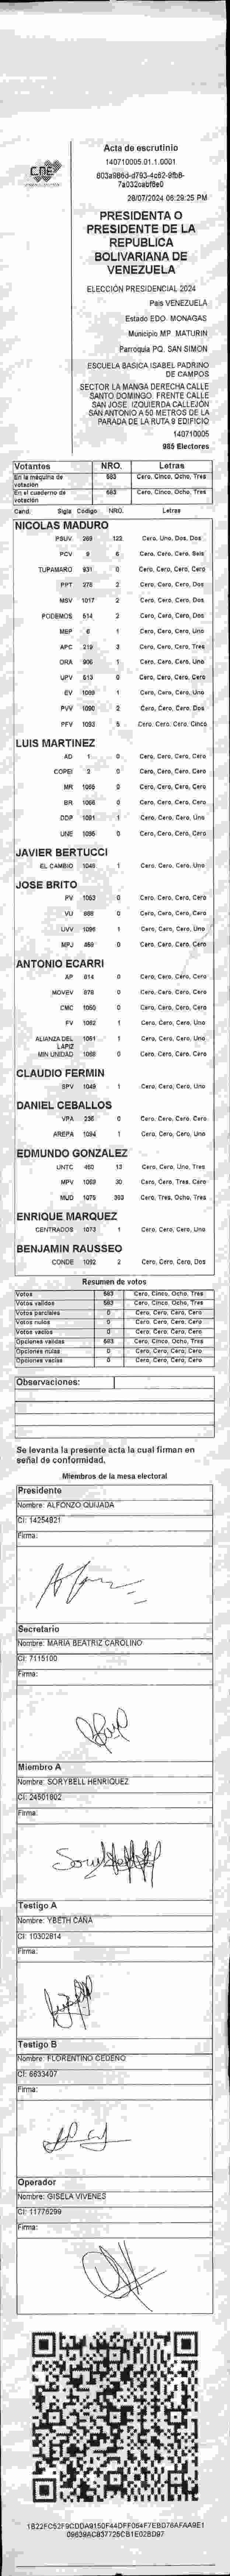 CNE
Acta de escrutinio
140710005.01.1.0001
28/07/2024 06:29:25 PM
PRESIDENTA O
PRESIDENTE DE LA
REPUBLICA
BOLIVARIANA DE
VENEZUELA
ELECCIÓN PRESIDENCIAL 2024
Pais VENEZUELA
Estado EDO. MONAGAS
Municipio MP. MATURIN
Parroquia PQ. SAN SIMON
ESCUELA BASICA ISABEL PADRINO
DE CAMPOS
SECTOR LA MANGA DERECHA CALLE
SANTO DOMINGO. FRENTE CALLE
SAN JOSE. IZQUIERDA CALLEJÓN
SAN ANTONIO A 50 METROS DE LA
PARADA DE LA RUTA 9 EDIFICIO
140710005
985 Electores
Votantes NRO. Letras
En la máquina de votación 583 Cero, Cinco, Ocho, Tres
En el cuaderno de votación 583 Cero, Cinco, Ocho, Tres
Cand. Sigla Código NRO. Letras
NICOLAS MADURO
PSUV 269 122 Cero, Uno, Dos, Dos
PCV 9 6 Cero, Cero, Cero, Seis
TUPAMARO 931 0 Cero, Cero, Cero, Cero
PPT 276 2 Cero, Cero, Cero, Dos
MSV 1017 2 Cero, Cero, Cero, Dos
PODEMOS 514 2 Cero, Cero, Cero, Dos
MEP 6 1 Cero, Cero, Cero, Uno
APC 219 3 Cero, Cero, Cero, Tres
ORA 906 1 Cero, Cero, Cero, Uno
UPV 613 0 Cero, Cero, Cero, Cero
EV 1069 1 Cero, Cero, Cero, Uno
PVV 1090 2 Cero, Cero, Cero, Dos
PFV 1093 5 Cero, Cero, Cero, Cinco
LUIS MARTINEZ
AD 1 0 Cero, Cero, Cero, Cero
COPEI 2 0 Cero, Cero, Cero, Cero
MR 1065 0 Cero, Cero, Cero, Cero
BR 1066 0 Cero, Cero, Cero, Cero
DDP 1091 1 Cero, Cero, Cero, Uno
UNE 1095 0 Cero, Cero, Cero, Cero
JAVIER BERTUCCI
EL CAMBIO 1048 1 Cero, Cero, Cero, Uno
JOSE BRITO
PV 1053 0 Cero, Cero, Cero, Cero
VU 888 0 Cero, Cero, Cero, Cero
UVV 1096 1 Cero, Cero, Cero, Uno
MPJ 459 0 Cero, Cero, Cero, Cero
ANTONIO ECARRI
AP 614 0 Cero, Cero, Cero, Cero
MOVEV 878 0 Cero, Cero, Cero, Cero
CMC 1050 0 Cero, Cero, Cero, Cero
FV 1062 1 Cero, Cero, Cero, Uno
ALIANZA DEL LAPIZ 1061 1 Cero, Cero, Cero, Uno
MIN UNIDAD 1068 0 Cero, Cero, Cero, Cero
CLAUDIO FERMIN
SPV 1049 1 Cero, Cero, Cero, Uno
DANIEL CEBALLOS
VPA 236 0 Cero, Cero, Cero, Cero
AREPA 1094 1 Cero, Cero, Cero, Uno
EDMUNDO GONZALEZ
UNTC 460 13 Cero, Cero, Uno, Tres
MPV 1069 30 Cero, Cero, Tres, Cero
MUD 1075 383 Cero, Tres, Ocho, Tres
ENRIQUE MARQUEZ
CENTRADOS 1073 1 Cero, Cero, Cero, Uno
BENJAMIN RAUSSEO
CONDE 1092 2 Cero, Cero, Cero, Dos
Resumen de votos
Votos 583 Cero, Cinco, Ocho, Tres
Votos validos 583 Cero, Cinco, Ocho, Tres
Votos parciales 0 Cero, Cero, Cero, Cero
Votos nulos 0 Cero, Cero, Cero, Cero
Votos vacíos 0 Cero, Cero, Cero, Cero
Opciones validas 583 Cero, Cinco, Ocho, Tres
Opciones nulas 0 Cero, Cero, Cero, Cero
Opciones vacias 0 Cero, Cero, Cero, Cero
Observaciones:
Se levanta la presente acta la cual firman en
señal de conformidad,
Miembros de la mesa electoral
Presidente
Nombre: ALFONZO QUIJADA
CI: 14254821
Firma:
Secretario
Nombre: MARIA BEATRIZ CAROLINO
CI: 7115100
Firma:
Miembro A
Nombre: SORYBELL HENRIQUEZ
CI: 24501802
Firma:
Testigo A
Nombre: YBETH CAÑA
CI: 10302814
Firma:
Testigo B
Nombre: FLORENTINO CEDEÑO
CI: 6633407
Firma:
Operador
Nombre: GISELA VIVENES
CI: 11776299
Firma: